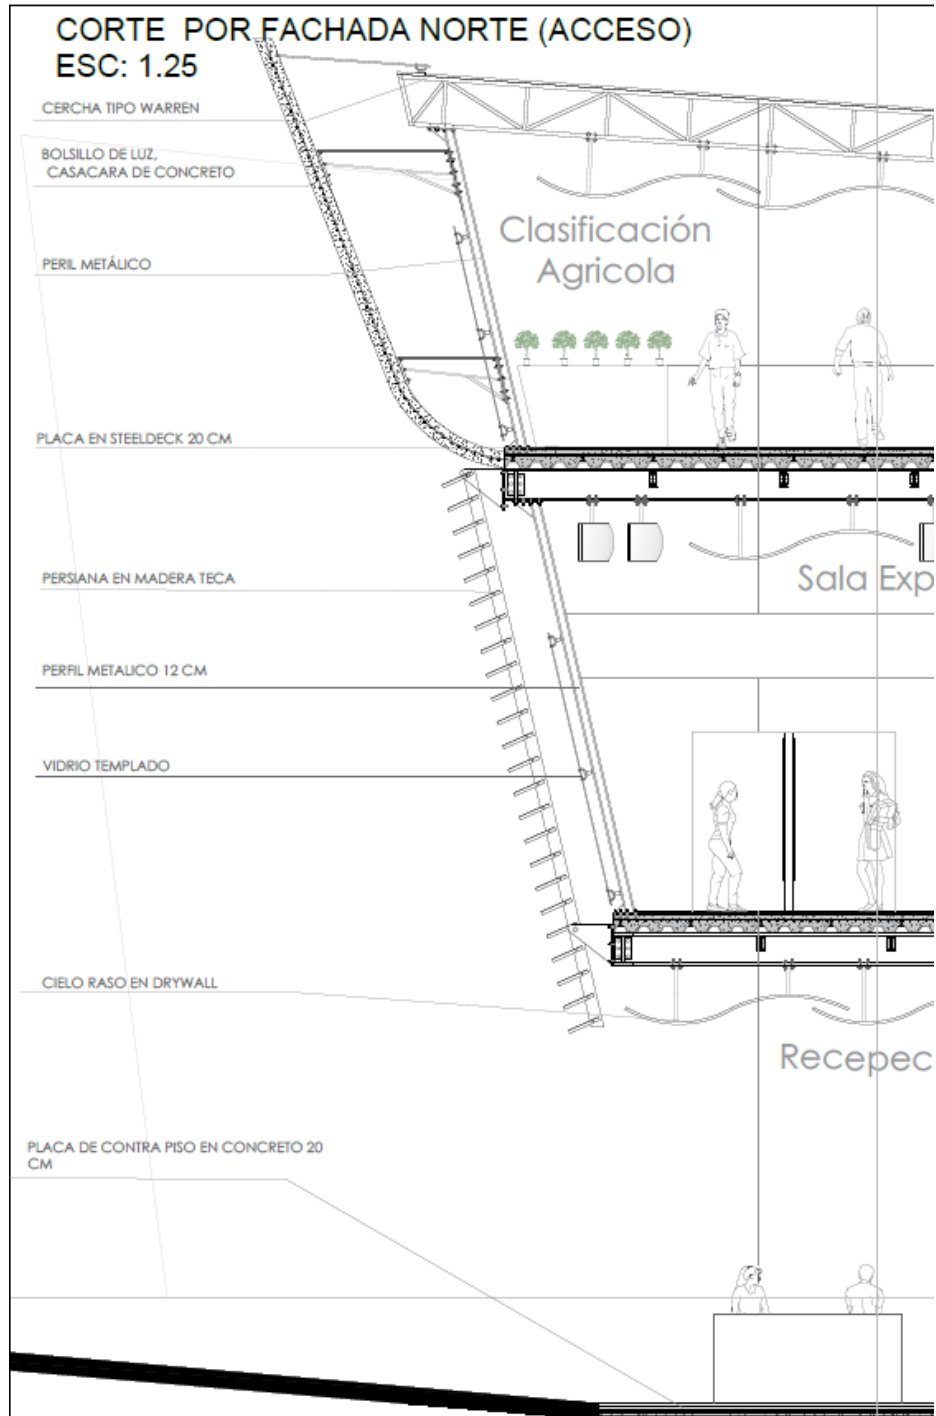 CORTE POR FACHADA NORTE (ACCESO)
ESC: 1.25
CERCHA TIPO WARREN
BOLSILLO DE LUZ,
CASACARA DE CONCRETO
Clasificación
Agricola
PERIL METÁLICO
PLACA EN STEELDECK 20 CM
PERSIANA EN MADERA TECA
Sala Exp
PERFIL METALICO 12 CM
VIDRIO TEMPLADO
CIELO RASO EN DRYWALL
Recepec
PLACA DE CONTRA PISO EN CONCRETO 20
CM